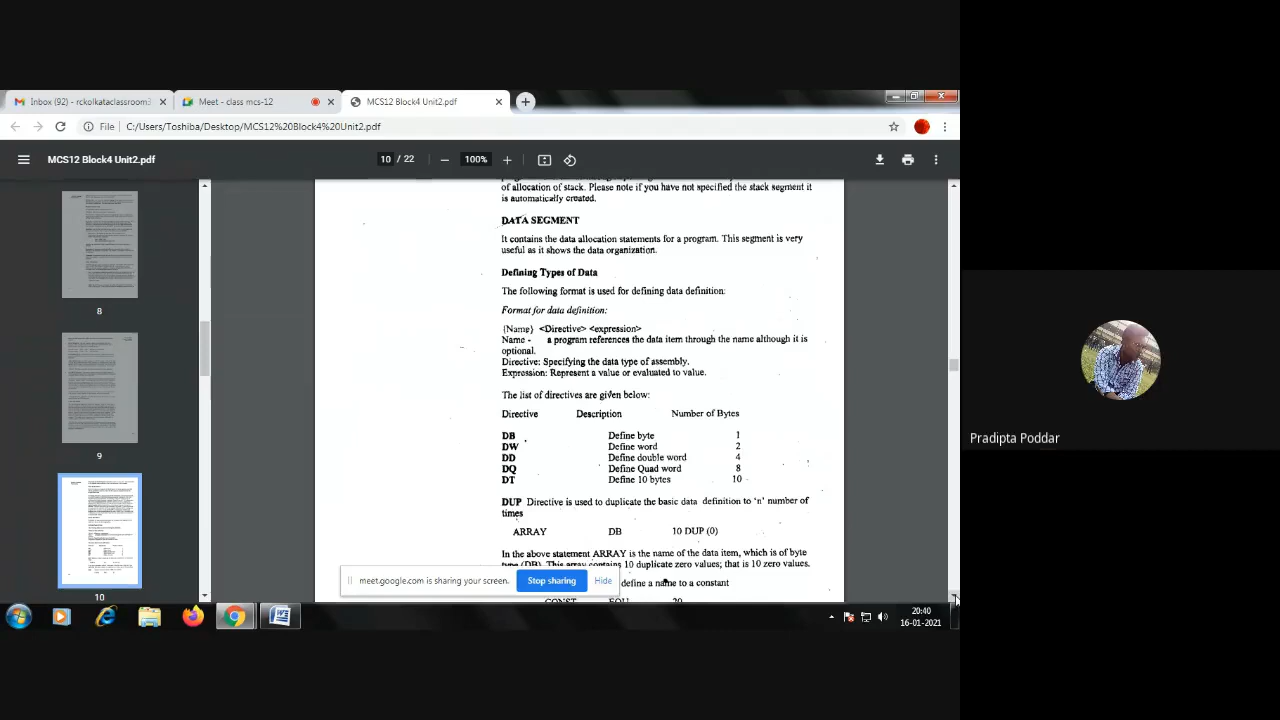 Inbox (92) - rckolkataclassroom
Meet - class mcs-12
MCS12 Block4 Unit2.pdf
File
C:/Users/Toshiba/Desktop/MCS12%20Block4%20Unit2.pdf
MCS12 Block4 Unit2.pdf
10 / 22
100%
8
9
10
of allocation of stack. Please note if you have not specified the stack segment it
is automatically created.
DATA SEGMENT
It contains the data allocation statements for a program. This segment is very
useful as it shows the data organization.
Defining Types of Data
The following format is used for defining data definition:
Format for data definition:
{Name} <Directive> <expression>
Name - a program references the data item through the name although it is
optional.
Directive: Specifying the data type of assembly.
Expression: Represent a value or evaluated to value.
The list of directives are given below:
Directive Description Number of Bytes
DB Define byte 1
DW Define word 2
DD Define double word 4
DQ Define Quad word 8
DT Define 10 bytes 10
DUP Directive is used to duplicate the basic data definition to 'n' number of
times
ARRAY DB 10 DUP (0)
In the above statement ARRAY is the name of the data item, which is of byte
type (DB). This array contains 10 duplicate zero values; that is 10 zero values.
define a name to a constant
CONST EQU 20
meet.google.com is sharing your screen.
Stop sharing
Hide
20:40
16-01-2021
Pradipta Poddar